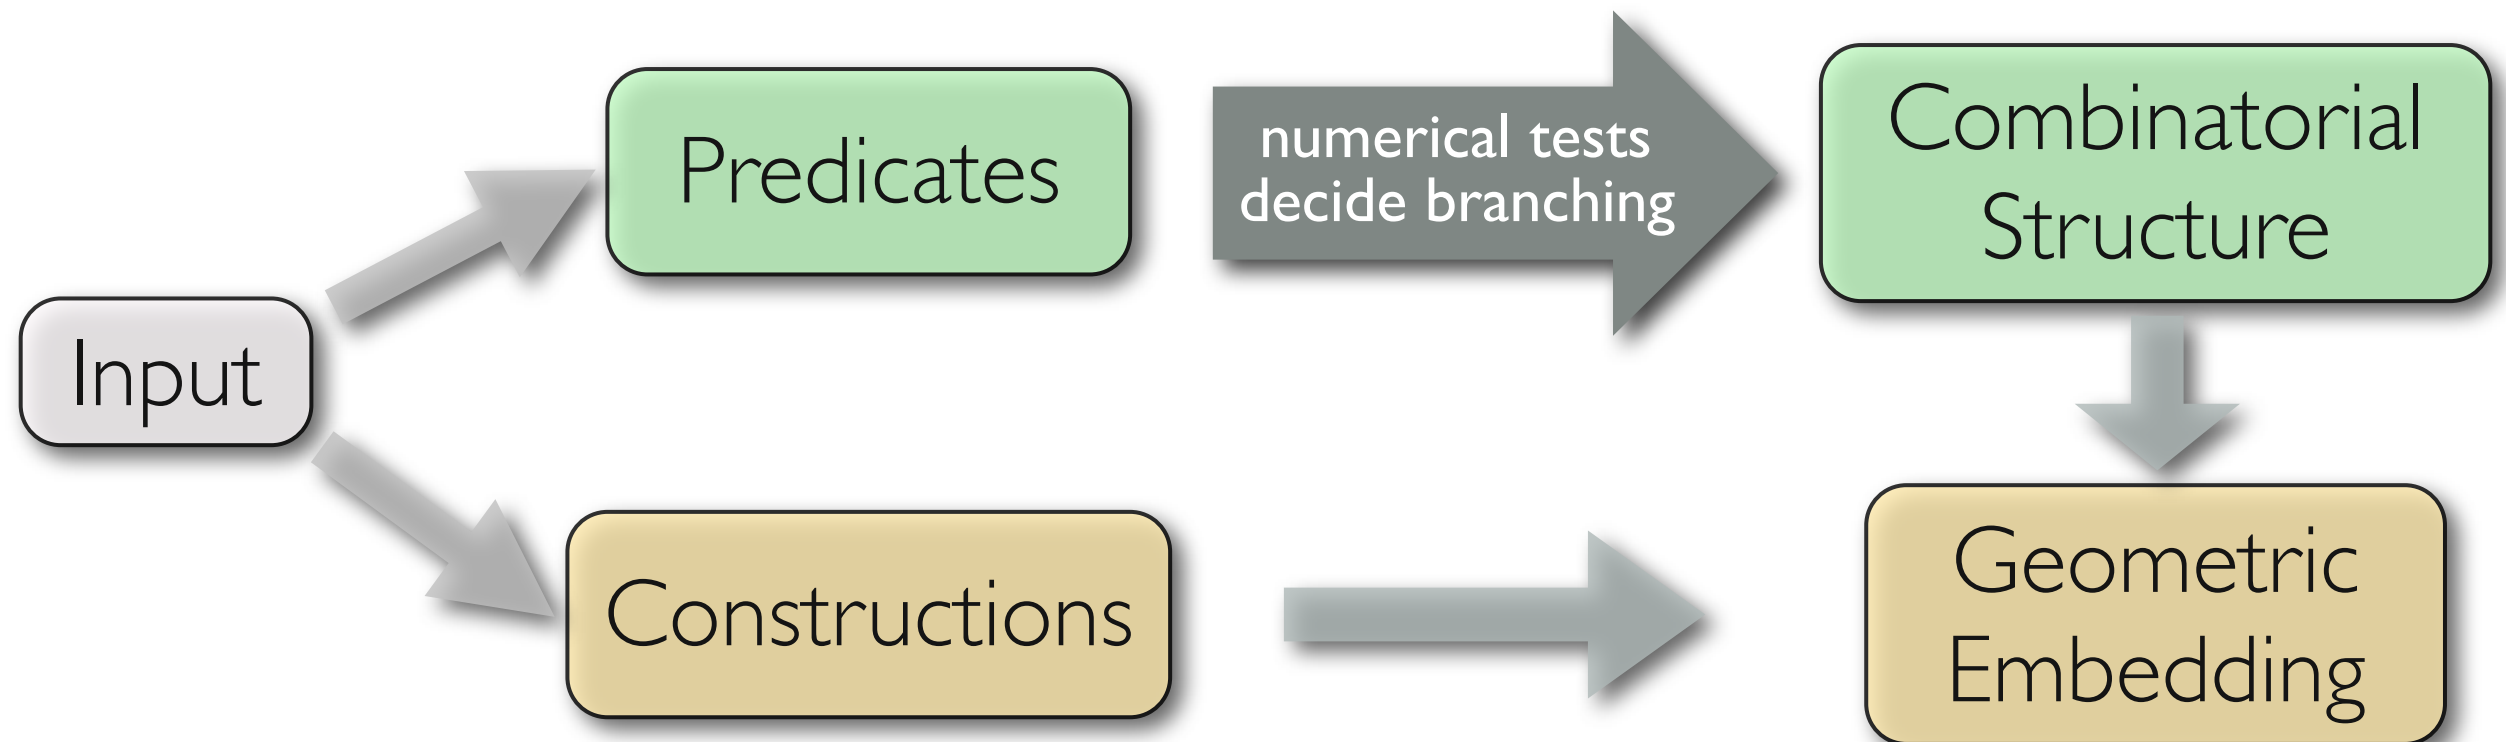 Predicates
numerical tests
decide branching
Combinatorial
Structure
Input
Constructions
Geometric
Embedding